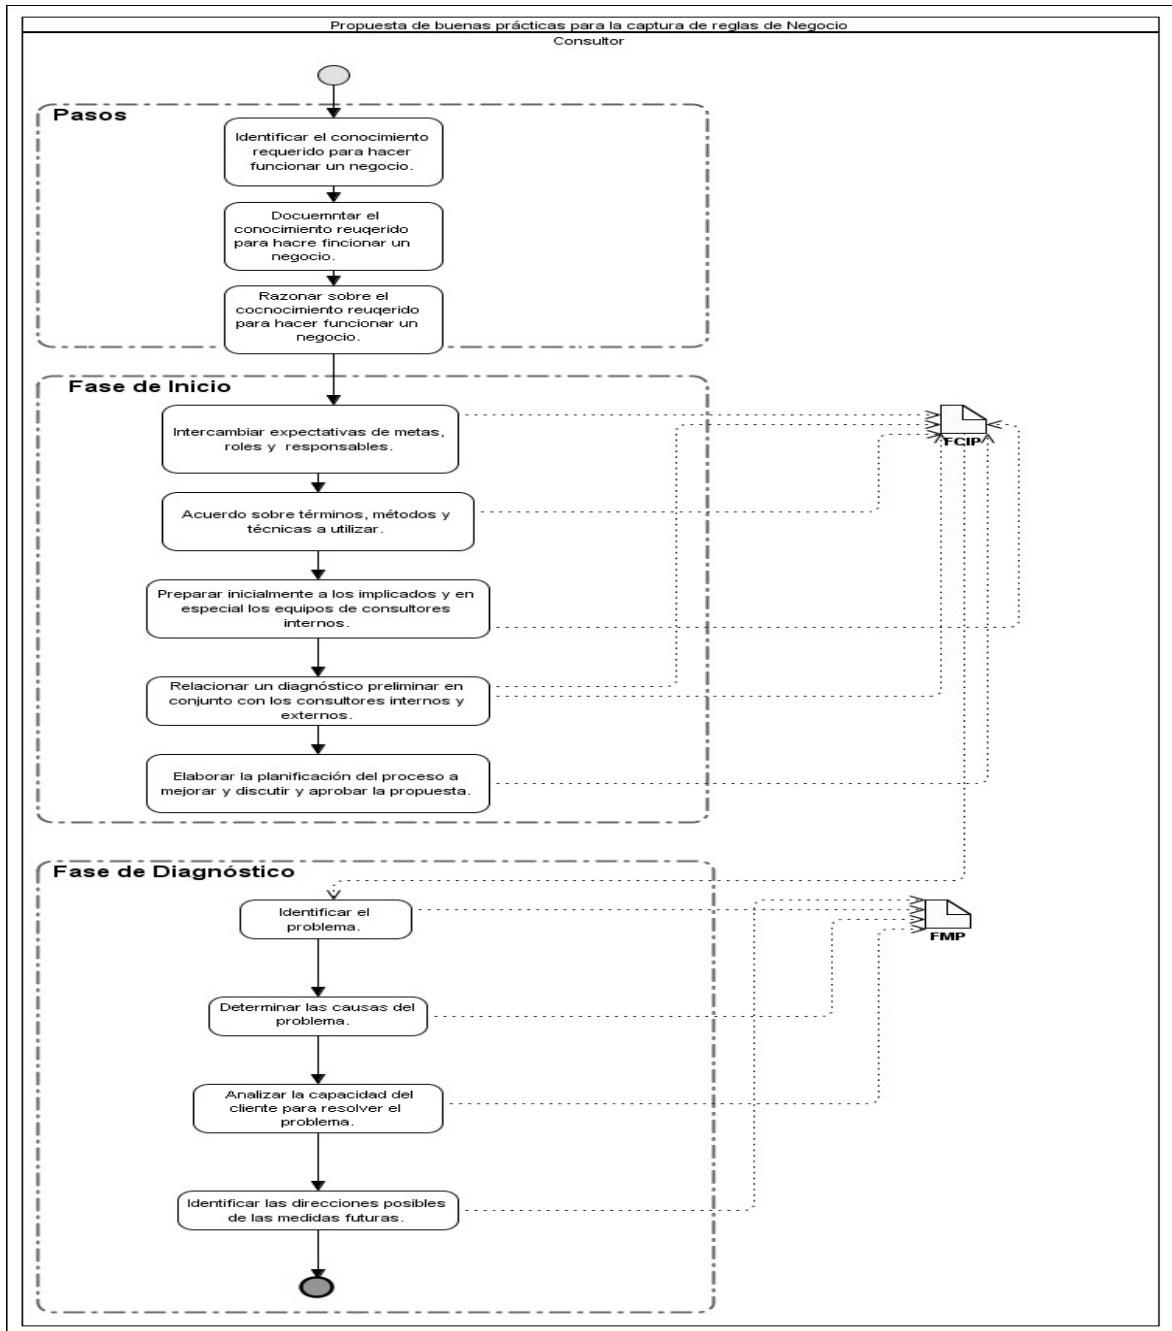 Propuesta de buenas prácticas para la captura de reglas de Negocio
Consultor
Pasos
Identificar el conocimiento
requerido para hacer
funcionar un negocio.
Docuemntar el
conocimiento reuqerido
para hacre fincionar un
negocio.
Razonar sobre el
cocnocimiento reuqerido
para hacer funcionar un
negocio.
Fase de Inicio
Intercambiar expectativas de metas,
roles y responsables.
FCIP
Acuerdo sobre términos, métodos y
técnicas a utilizar.
Preparar inicialmente a los implicados y en
especial los equipos de consultores
internos.
Relacionar un diagnóstico preliminar en
conjunto con los consultores internos y
externos.
Elaborar la planificación del proceso a
mejorar y discutir y aprobar la propuesta.
Fase de Diagnóstico
Identificar el
problema.
FMP
Determinar las causas del
problema.
Analizar la capacidad del
cliente para resolver el
problema.
Identificar las direcciones posibles
de las medidas futuras.